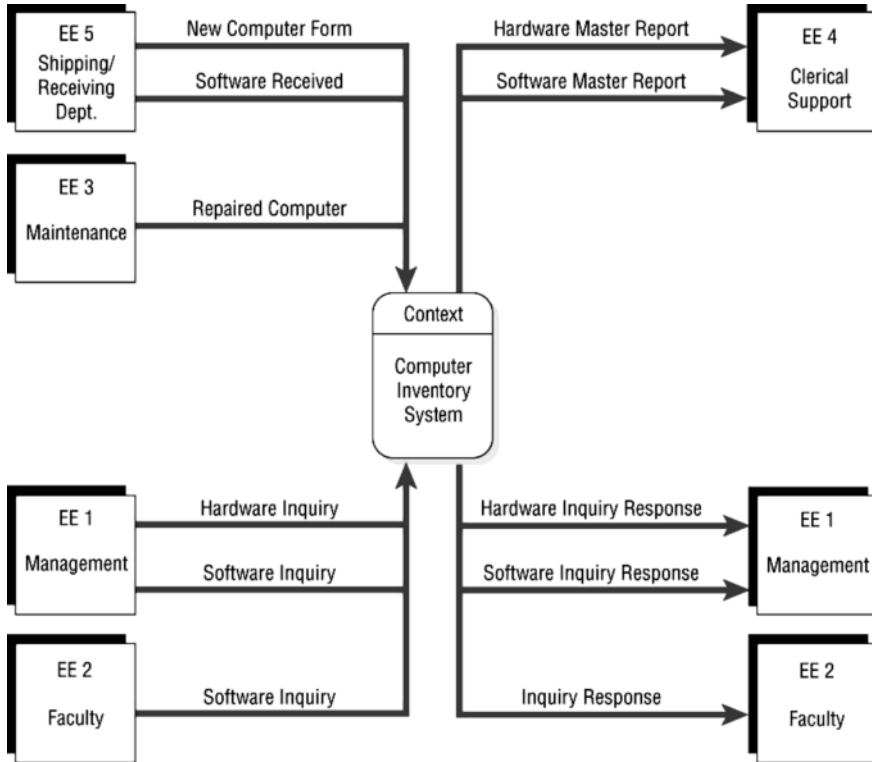 EE 5
Shipping/
Receiving
Dept.
New Computer Form
Software Received
EE 3
Maintenance
Repaired Computer
Hardware Master Report
Software Master Report
EE 4
Clerical
Support
Context
Computer
Inventory
System
EE 1
Management
Hardware Inquiry
Software Inquiry
EE 2
Faculty
Software Inquiry
Hardware Inquiry Response
Software Inquiry Response
EE 1
Management
Inquiry Response
EE 2
Faculty